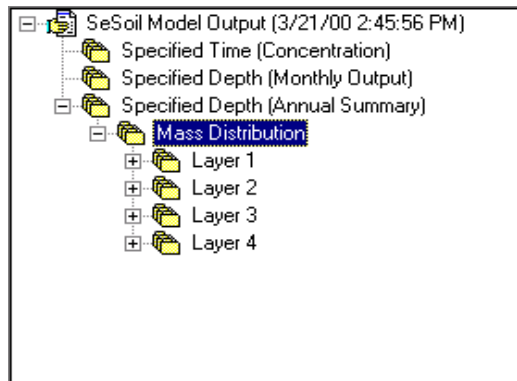 SeSoil Model Output (3/21/00 2:45:56 PM)
Specified Time (Concentration)
Specified Depth (Monthly Output)
Specified Depth (Annual Summary)
Mass Distribution
Layer 1
Layer 2
Layer 3
Layer 4